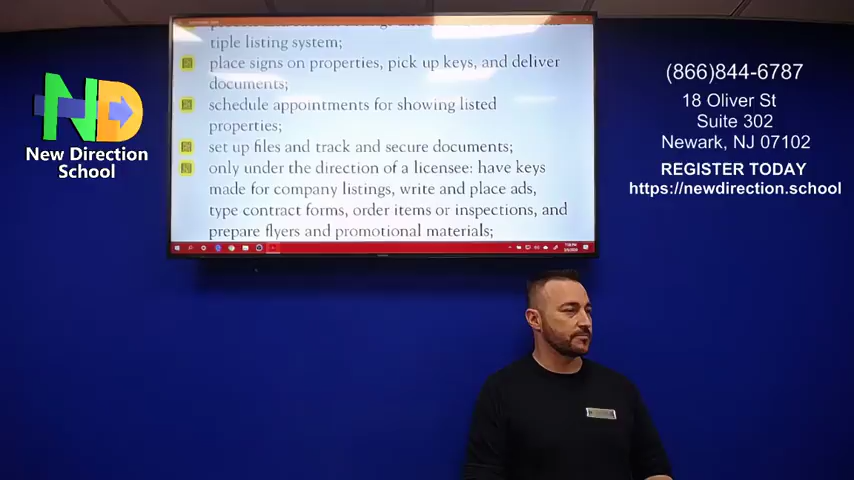 tiple listing system;
place signs on properties, pick up keys, and deliver
documents;
schedule appointments for showing listed
properties;
set up files and track and secure documents;
only under the direction of a licensee: have keys
made for company listings, write and place ads,
type contract forms, order items or inspections, and
prepare flyers and promotional materials;
ND
New Direction
School
(866)844-6787
18 Oliver St
Suite 302
Newark, NJ 07102
REGISTER TODAY
https://newdirection.school